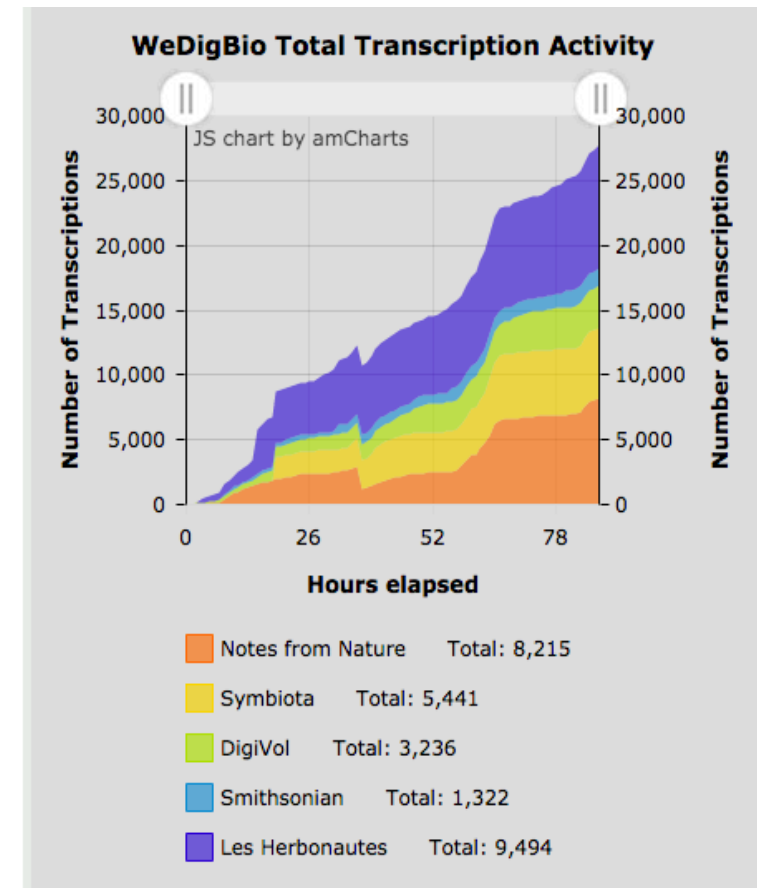 WeDigBio Total Transcription Activity
30,000 30,000
JS chart by amCharts
25,000 25,000
20,000 20,000
15,000 15,000
10,000 10,000
5,000 5,000
0 0
Number of Transcriptions
Number of Transcriptions
0 26 52 78
Hours elapsed
Notes from Nature Total: 8,215
Symbiota Total: 5,441
DigiVol Total: 3,236
Smithsonian Total: 1,322
Les Herbonautes Total: 9,494